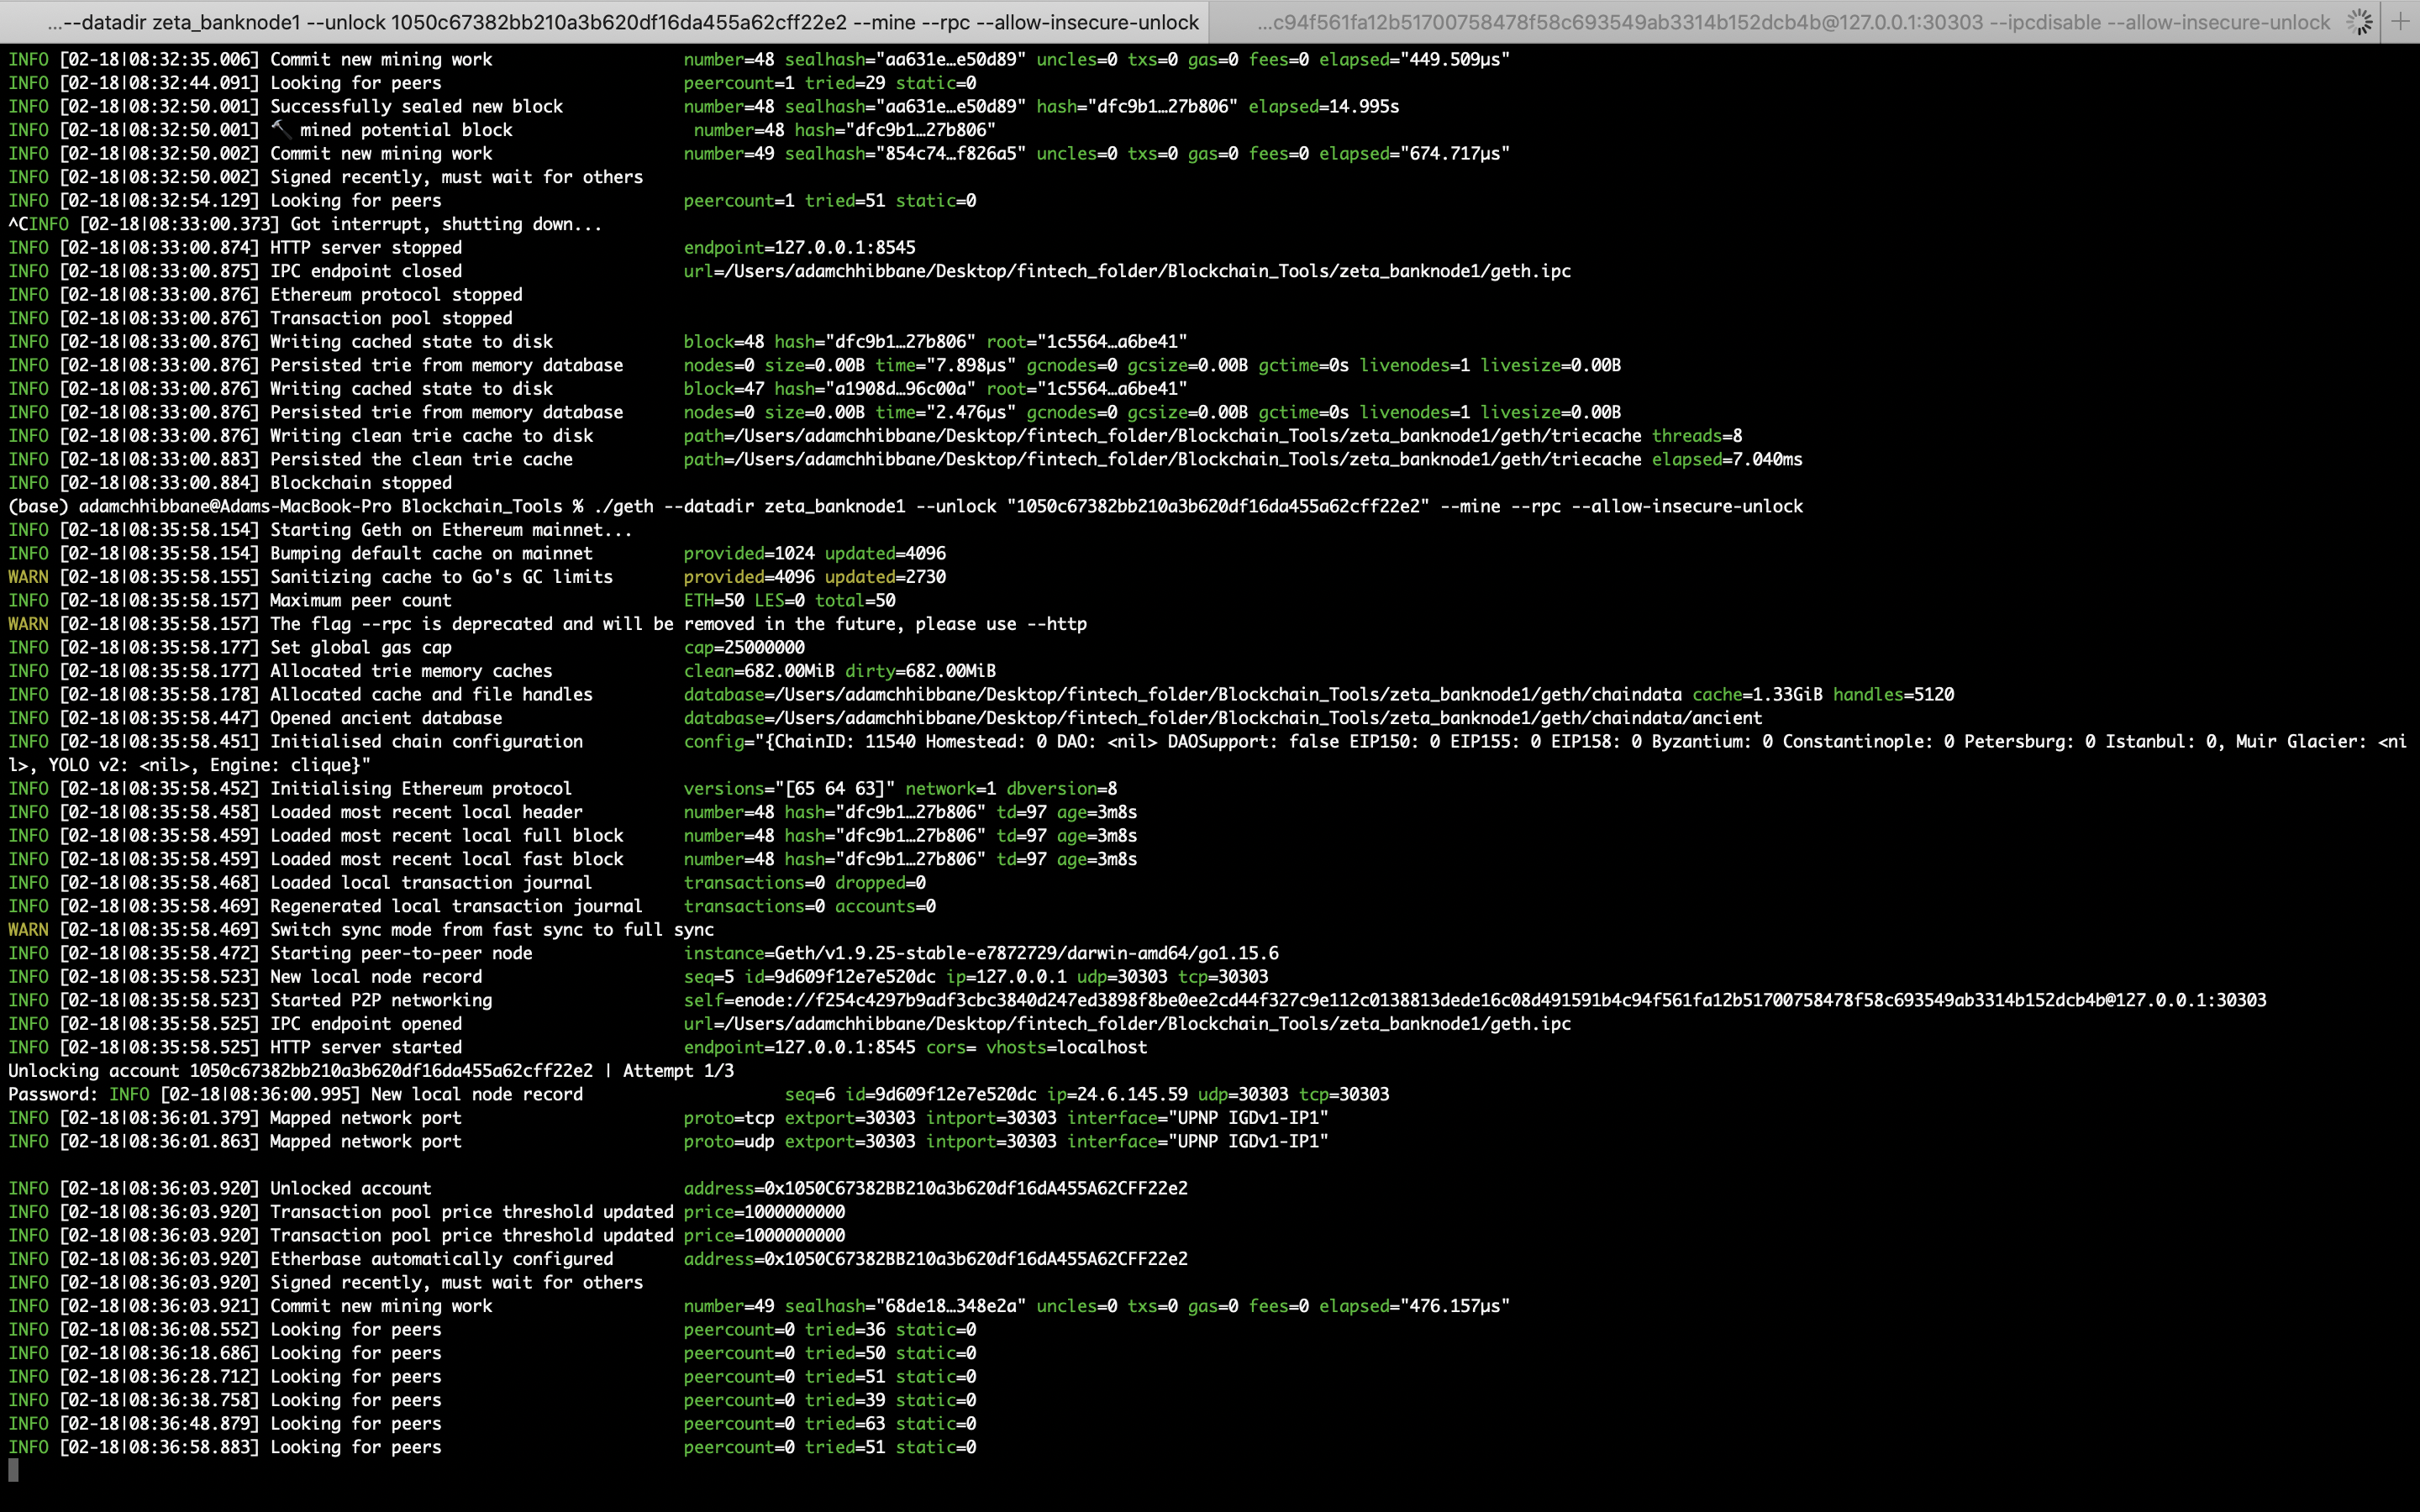 ...--datadir zeta_banknode1 --unlock 1050c67382bb210a3b620df16da455a62cff22e2 --mine --rpc --allow-insecure-unlock
...c94f561fa12b51700758478f58c693549ab3314b152dcb4b@127.0.0.1:30303 --ipcdisable --allow-insecure-unlock
INFO [02-18|08:32:35.006] Commit new mining work number=48 sealhash="aa631e…e50d89" uncles=0 txs=0 gas=0 fees=0 elapsed="449.509µs"
INFO [02-18|08:32:44.091] Looking for peers peercount=1 tried=29 static=0
INFO [02-18|08:32:50.001] Successfully sealed new block number=48 sealhash="aa631e…e50d89" hash="dfc9b1…27b806" elapsed=14.995s
INFO [02-18|08:32:50.001] 🔨 mined potential block number=48 hash="dfc9b1…27b806"
INFO [02-18|08:32:50.002] Commit new mining work number=49 sealhash="854c74…f826a5" uncles=0 txs=0 gas=0 fees=0 elapsed="674.717µs"
INFO [02-18|08:32:50.002] Signed recently, must wait for others
INFO [02-18|08:32:54.129] Looking for peers peercount=1 tried=51 static=0
^CINFO [02-18|08:33:00.373] Got interrupt, shutting down...
INFO [02-18|08:33:00.874] HTTP server stopped endpoint=127.0.0.1:8545
INFO [02-18|08:33:00.875] IPC endpoint closed url=/Users/adamchhibbane/Desktop/fintech_folder/Blockchain_Tools/zeta_banknode1/geth.ipc
INFO [02-18|08:33:00.876] Ethereum protocol stopped
INFO [02-18|08:33:00.876] Transaction pool stopped
INFO [02-18|08:33:00.876] Writing cached state to disk block=48 hash="dfc9b1…27b806" root="1c5564…a6be41"
INFO [02-18|08:33:00.876] Persisted trie from memory database nodes=0 size=0.00B time="7.898µs" gcnodes=0 gcsize=0.00B gctime=0s livenodes=1 livesize=0.00B
INFO [02-18|08:33:00.876] Writing cached state to disk block=47 hash="a1908d…96c00a" root="1c5564…a6be41"
INFO [02-18|08:33:00.876] Persisted trie from memory database nodes=0 size=0.00B time="2.476µs" gcnodes=0 gcsize=0.00B gctime=0s livenodes=1 livesize=0.00B
INFO [02-18|08:33:00.876] Writing clean trie cache to disk path=/Users/adamchhibbane/Desktop/fintech_folder/Blockchain_Tools/zeta_banknode1/geth/triecache threads=8
INFO [02-18|08:33:00.883] Persisted the clean trie cache path=/Users/adamchhibbane/Desktop/fintech_folder/Blockchain_Tools/zeta_banknode1/geth/triecache elapsed=7.040ms
INFO [02-18|08:33:00.884] Blockchain stopped
(base) adamchhibbane@Adams-MacBook-Pro Blockchain_Tools % ./geth --datadir zeta_banknode1 --unlock "1050c67382bb210a3b620df16da455a62cff22e2" --mine --rpc --allow-insecure-unlock
INFO [02-18|08:35:58.154] Starting Geth on Ethereum mainnet...
INFO [02-18|08:35:58.154] Bumping default cache on mainnet provided=1024 updated=4096
WARN [02-18|08:35:58.155] Sanitizing cache to Go's GC limits provided=4096 updated=2730
INFO [02-18|08:35:58.157] Maximum peer count ETH=50 LES=0 total=50
WARN [02-18|08:35:58.157] The flag --rpc is deprecated and will be removed in the future, please use --http
INFO [02-18|08:35:58.177] Set global gas cap cap=25000000
INFO [02-18|08:35:58.177] Allocated trie memory caches clean=682.00MiB dirty=682.00MiB
INFO [02-18|08:35:58.178] Allocated cache and file handles database=/Users/adamchhibbane/Desktop/fintech_folder/Blockchain_Tools/zeta_banknode1/geth/chaindata cache=1.33GiB handles=5120
INFO [02-18|08:35:58.447] Opened ancient database database=/Users/adamchhibbane/Desktop/fintech_folder/Blockchain_Tools/zeta_banknode1/geth/chaindata/ancient
INFO [02-18|08:35:58.451] Initialised chain configuration config="{ChainID: 11540 Homestead: 0 DAO: <nil> DAOSupport: false EIP150: 0 EIP155: 0 EIP158: 0 Byzantium: 0 Constantinople: 0 Petersburg: 0 Istanbul: 0, Muir Glacier: <ni
l>, YOLO v2: <nil>, Engine: clique}"
INFO [02-18|08:35:58.452] Initialising Ethereum protocol versions="[65 64 63]" network=1 dbversion=8
INFO [02-18|08:35:58.458] Loaded most recent local header number=48 hash="dfc9b1…27b806" td=97 age=3m8s
INFO [02-18|08:35:58.459] Loaded most recent local full block number=48 hash="dfc9b1…27b806" td=97 age=3m8s
INFO [02-18|08:35:58.459] Loaded most recent local fast block number=48 hash="dfc9b1…27b806" td=97 age=3m8s
INFO [02-18|08:35:58.468] Loaded local transaction journal transactions=0 dropped=0
INFO [02-18|08:35:58.469] Regenerated local transaction journal transactions=0 accounts=0
WARN [02-18|08:35:58.469] Switch sync mode from fast sync to full sync
INFO [02-18|08:35:58.472] Starting peer-to-peer node instance=Geth/v1.9.25-stable-e7872729/darwin-amd64/go1.15.6
INFO [02-18|08:35:58.523] New local node record seq=5 id=9d609f12e7e520dc ip=127.0.0.1 udp=30303 tcp=30303
INFO [02-18|08:35:58.523] Started P2P networking self=enode://f254c4297b9adf3cbc3840d247ed3898f8be0ee2cd44f327c9e112c0138813dede16c08d491591b4c94f561fa12b51700758478f58c693549ab3314b152dcb4b@127.0.0.1:30303
INFO [02-18|08:35:58.525] IPC endpoint opened url=/Users/adamchhibbane/Desktop/fintech_folder/Blockchain_Tools/zeta_banknode1/geth.ipc
INFO [02-18|08:35:58.525] HTTP server started endpoint=127.0.0.1:8545 cors= vhosts=localhost
Unlocking account 1050c67382bb210a3b620df16da455a62cff22e2 | Attempt 1/3
Password: INFO [02-18|08:36:00.995] New local node record seq=6 id=9d609f12e7e520dc ip=24.6.145.59 udp=30303 tcp=30303
INFO [02-18|08:36:01.379] Mapped network port proto=tcp extport=30303 intport=30303 interface="UPNP IGDv1-IP1"
INFO [02-18|08:36:01.863] Mapped network port proto=udp extport=30303 intport=30303 interface="UPNP IGDv1-IP1"
INFO [02-18|08:36:03.920] Unlocked account address=0x1050C67382BB210a3b620df16dA455A62CFF22e2
INFO [02-18|08:36:03.920] Transaction pool price threshold updated price=1000000000
INFO [02-18|08:36:03.920] Transaction pool price threshold updated price=1000000000
INFO [02-18|08:36:03.920] Etherbase automatically configured address=0x1050C67382BB210a3b620df16dA455A62CFF22e2
INFO [02-18|08:36:03.920] Signed recently, must wait for others
INFO [02-18|08:36:03.921] Commit new mining work number=49 sealhash="68de18…348e2a" uncles=0 txs=0 gas=0 fees=0 elapsed="476.157µs"
INFO [02-18|08:36:08.552] Looking for peers peercount=0 tried=36 static=0
INFO [02-18|08:36:18.686] Looking for peers peercount=0 tried=50 static=0
INFO [02-18|08:36:28.712] Looking for peers peercount=0 tried=51 static=0
INFO [02-18|08:36:38.758] Looking for peers peercount=0 tried=39 static=0
INFO [02-18|08:36:48.879] Looking for peers peercount=0 tried=63 static=0
INFO [02-18|08:36:58.883] Looking for peers peercount=0 tried=51 static=0